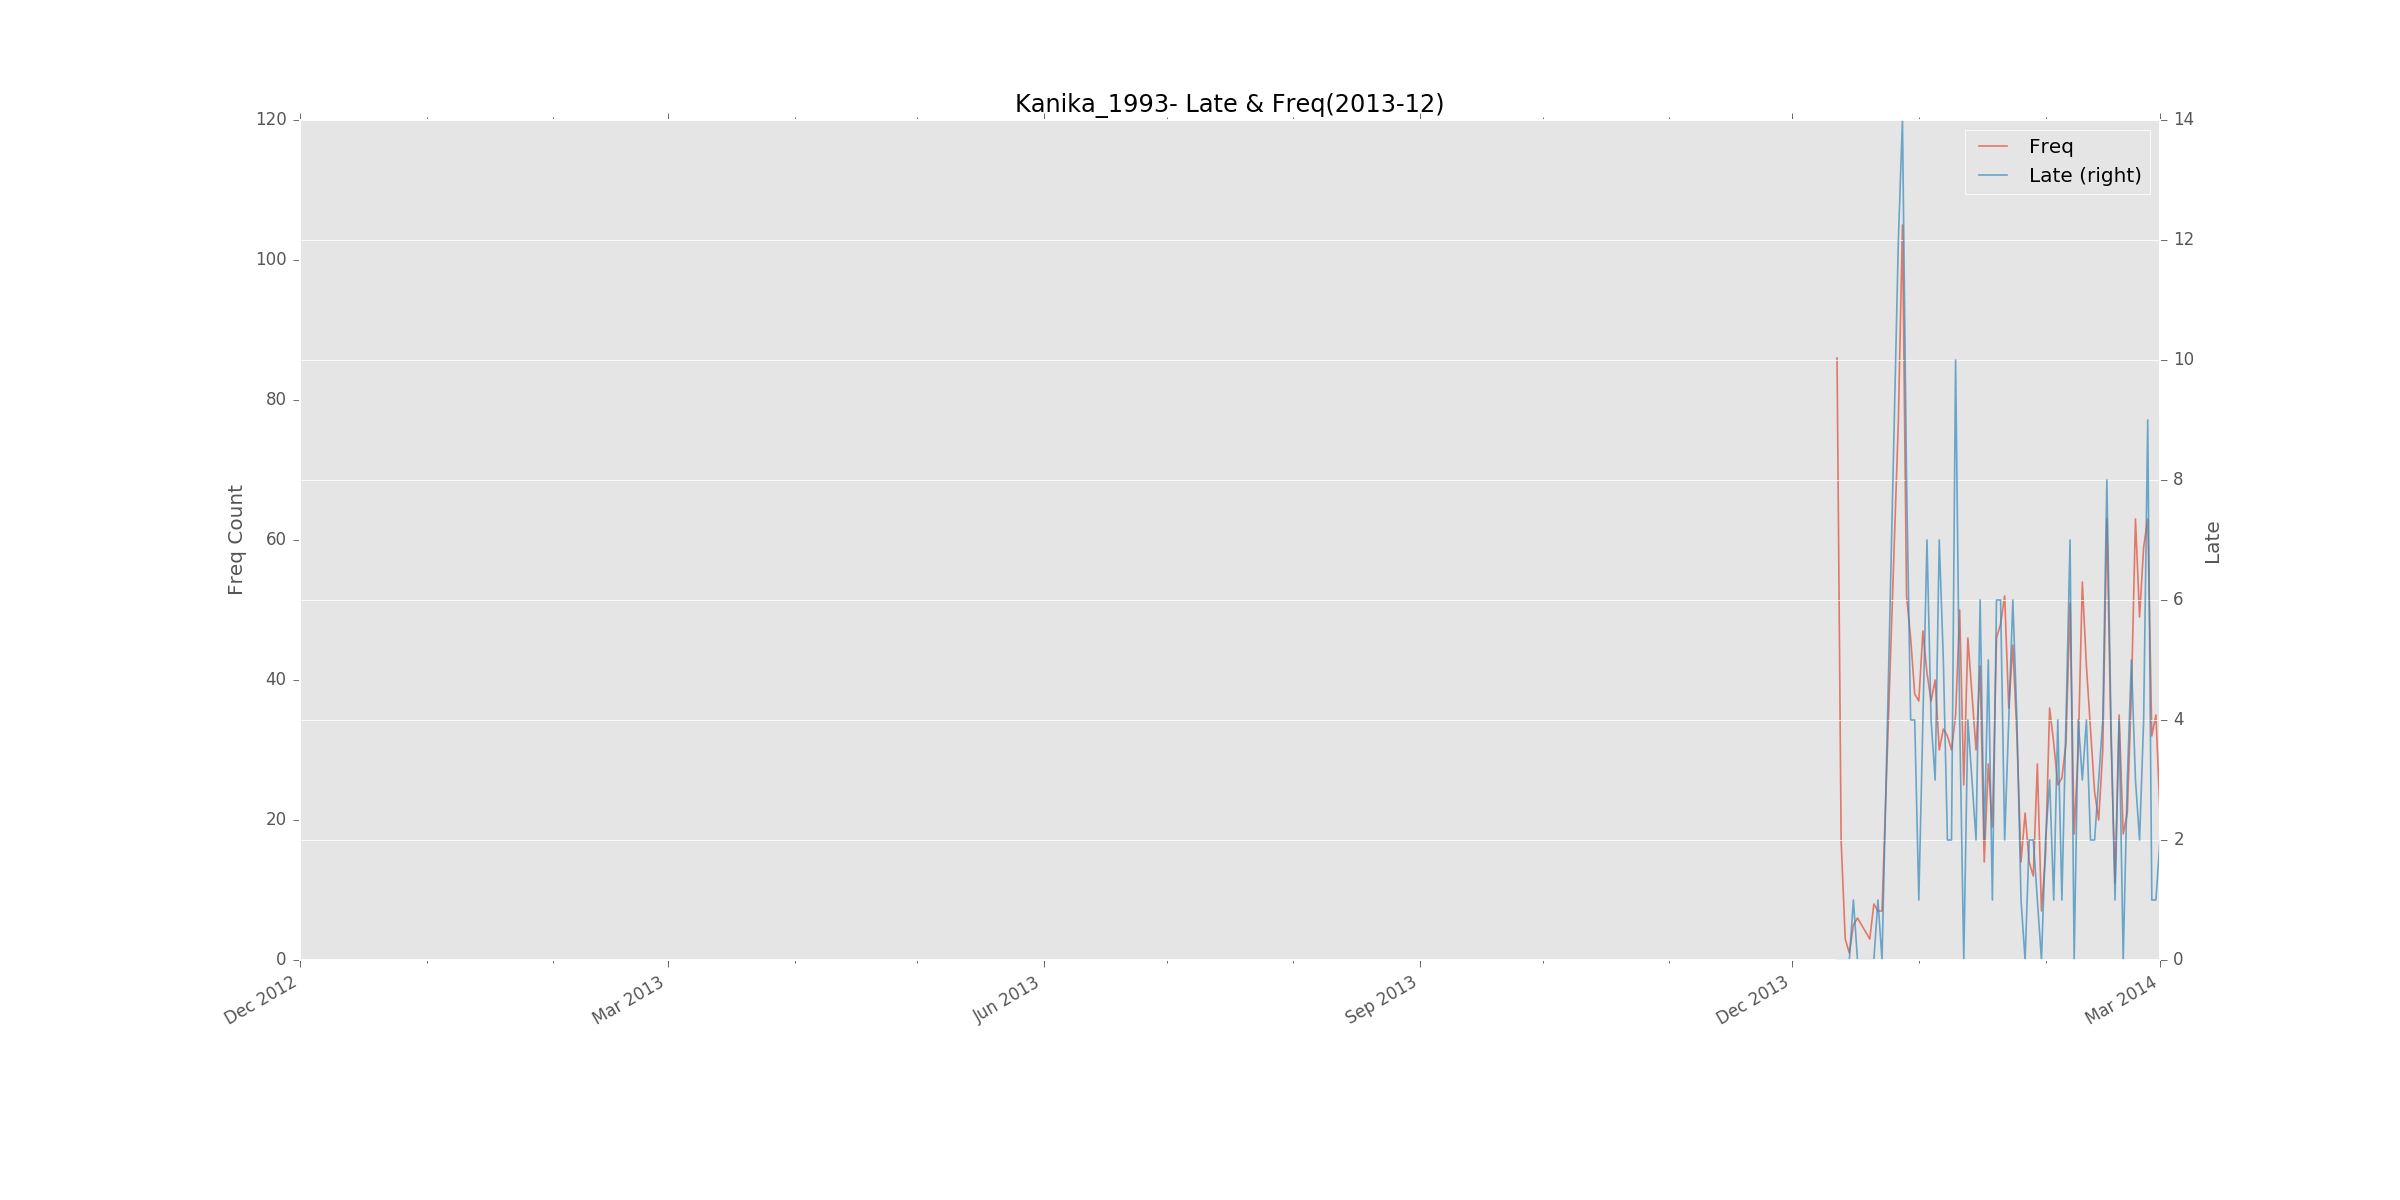 Kanika_1993- Late & Freq(2013-12)
120
100
80
60
40
20
0
Freq Count
14
12
10
8
6
4
2
0
Late
Freq
Late (right)
Dec 2012
Mar 2013
Jun 2013
Sep 2013
Dec 2013
Mar 2014